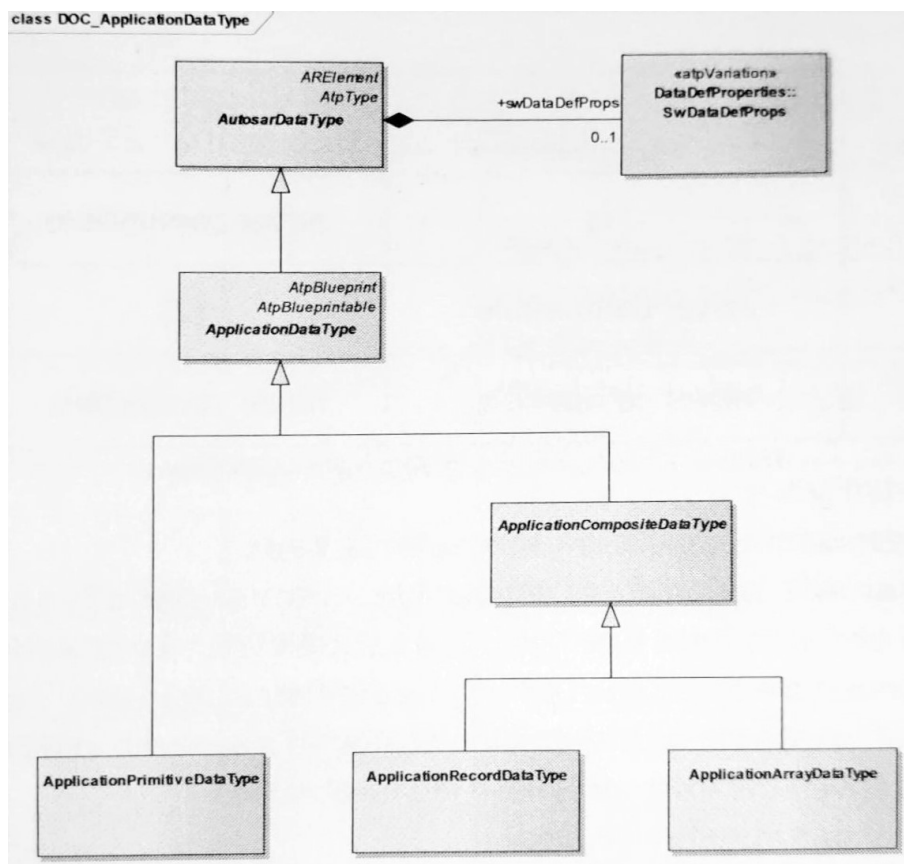 class DOC_ApplicationDataType
ARElement
AtpType
AutosarDataType
+swDataDefProps
0..1
«atpVariation»
DataDefProperties::
SwDataDefProps
AtpBlueprint
AtpBlueprintable
ApplicationDataType
ApplicationCompositeDataType
ApplicationPrimitiveDataType
ApplicationRecordDataType
ApplicationArrayDataType